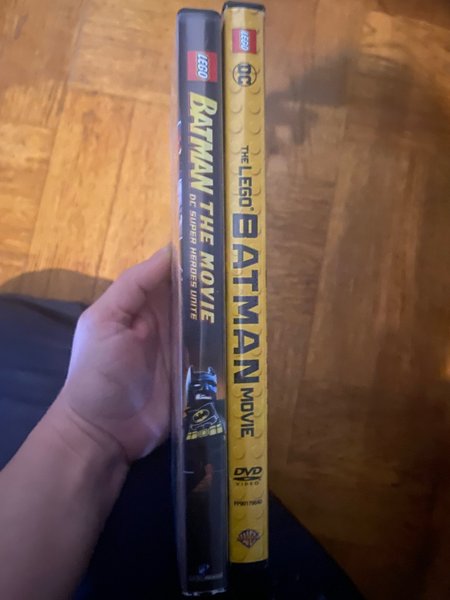 LEGO
BATMAN THE MOVIE
DC SUPER HEROES UNITE
LEGO
DC
THE LEGO® BATMAN MOVIE
DVD
VIDEO